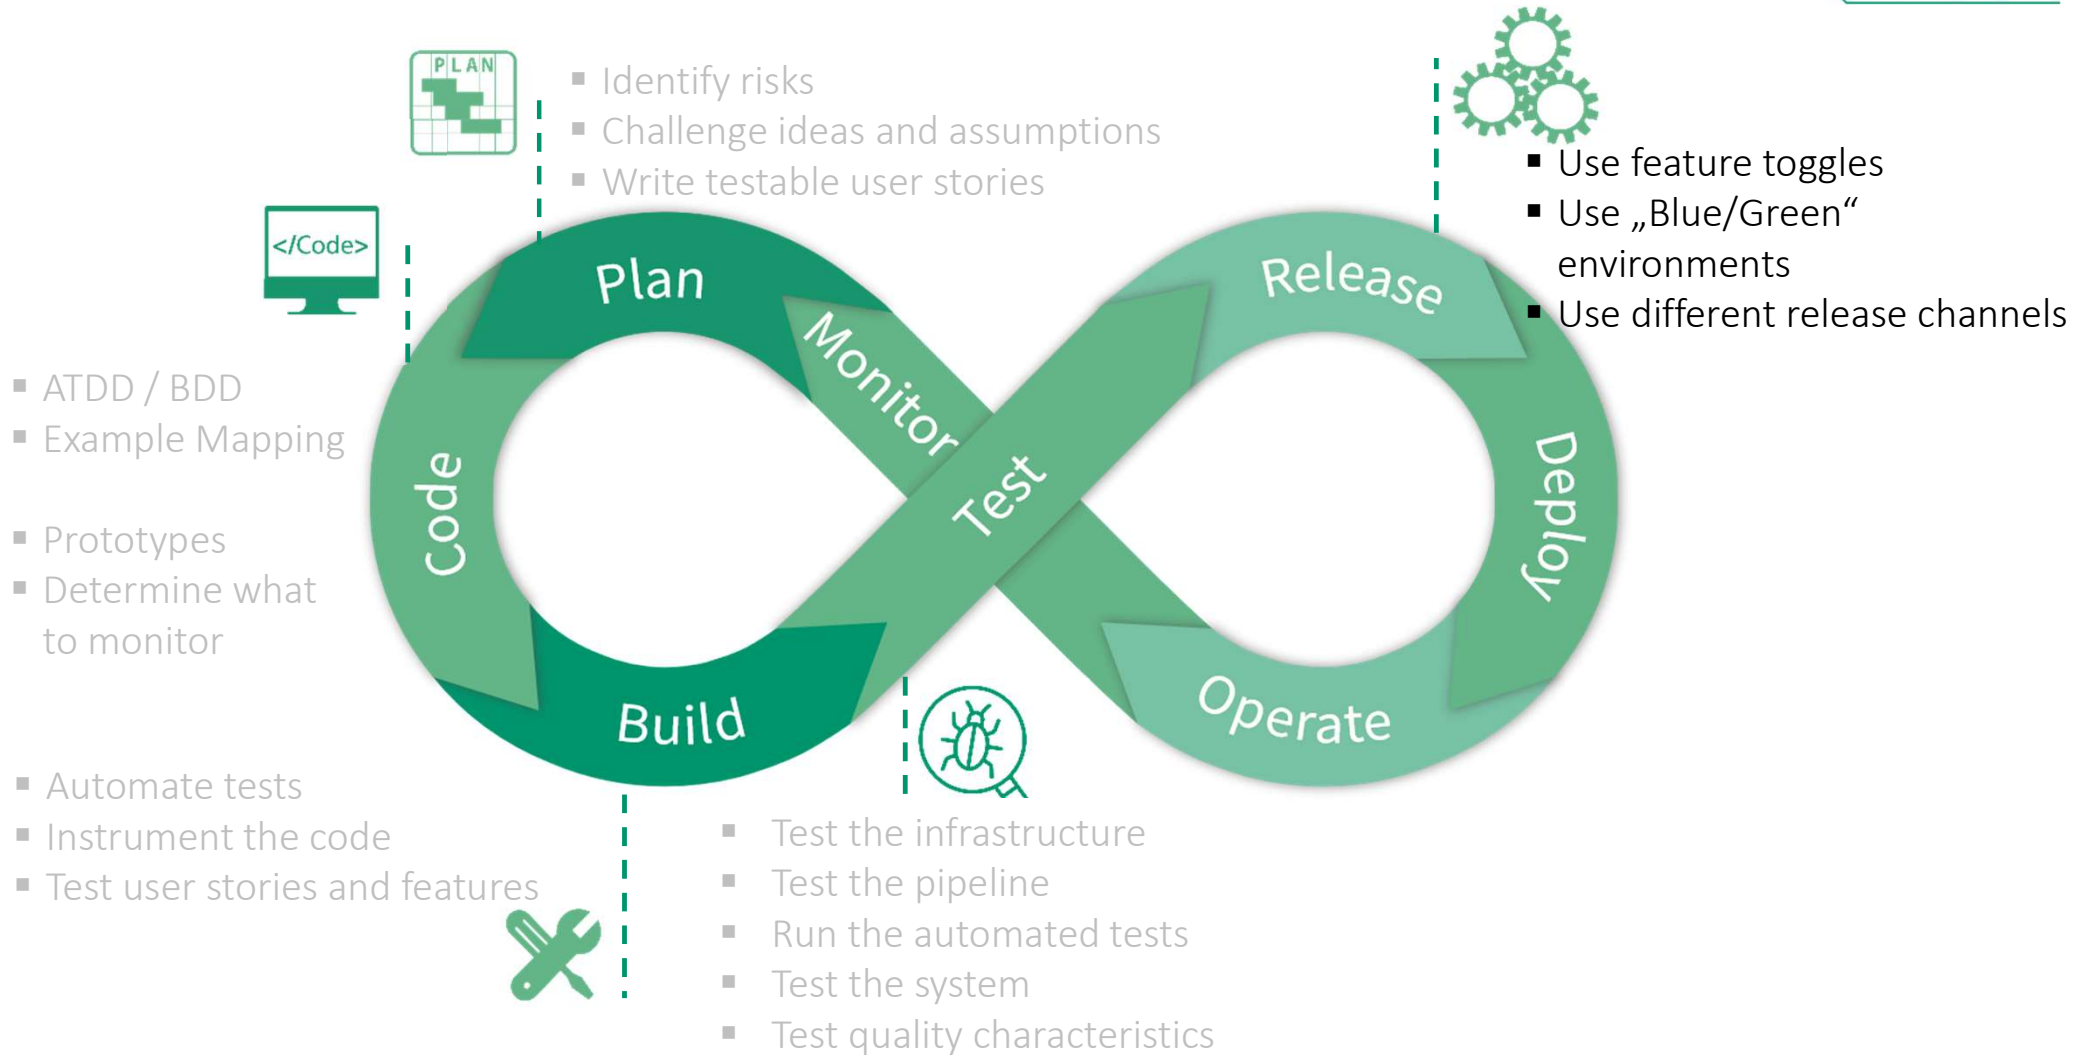 PLAN
▪ Identify risks
▪ Challenge ideas and assumptions
▪ Write testable user stories
▪ Use feature toggles
▪ Use „Blue/Green“
environments
▪ Use different release channels
</Code>
Plan
Monitor
Release
Test
Code
Deploy
Build
Operate
▪ ATDD / BDD
▪ Example Mapping
▪ Prototypes
▪ Determine what
to monitor
▪ Automate tests
▪ Instrument the code
▪ Test user stories and features
▪ Test the infrastructure
▪ Test the pipeline
▪ Run the automated tests
▪ Test the system
▪ Test quality characteristics